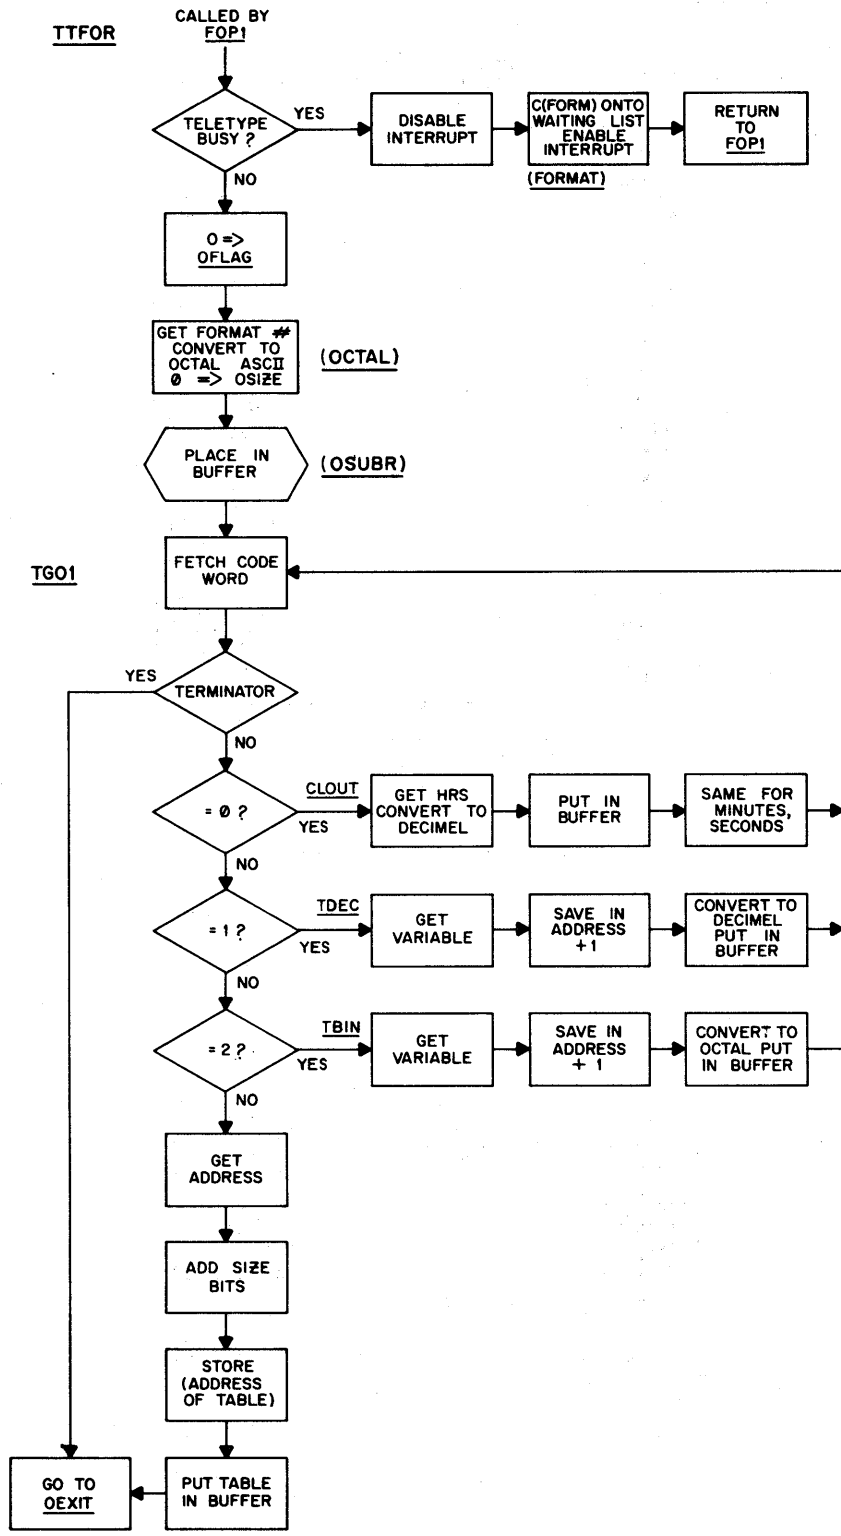 TTFOR
CALLED BY
FOP1
TELETYPE
BUSY?
YES
NO
DISABLE
INTERRUPT
C(FORM) ONTO
WAITING LIST
ENABLE
INTERRUPT
(FORMAT)
RETURN
TO
FOP1
0 =>
OFLAG
GET FORMAT #
CONVERT TO
OCTAL ASCII
Ø => OSIZE
(OCTAL)
PLACE IN
BUFFER
(OSUBR)
TGO1
FETCH CODE
WORD
YES
TERMINATOR
NO
= Ø ?
CLOUT
YES
GET HRS
CONVERT TO
DECIMEL
PUT IN
BUFFER
SAME FOR
MINUTES,
SECONDS
NO
= 1 ?
TDEC
YES
GET
VARIABLE
SAVE IN
ADDRESS
+1
CONVERT TO
DECIMEL
PUT IN
BUFFER
NO
= 2 ?
TBIN
YES
GET
VARIABLE
SAVE IN
ADDRESS
+ 1
CONVERT TO
OCTAL PUT
IN BUFFER
NO
GET
ADDRESS
ADD SIZE
BITS
STORE
(ADDRESS
OF TABLE)
GO TO
OEXIT
PUT TABLE
IN BUFFER